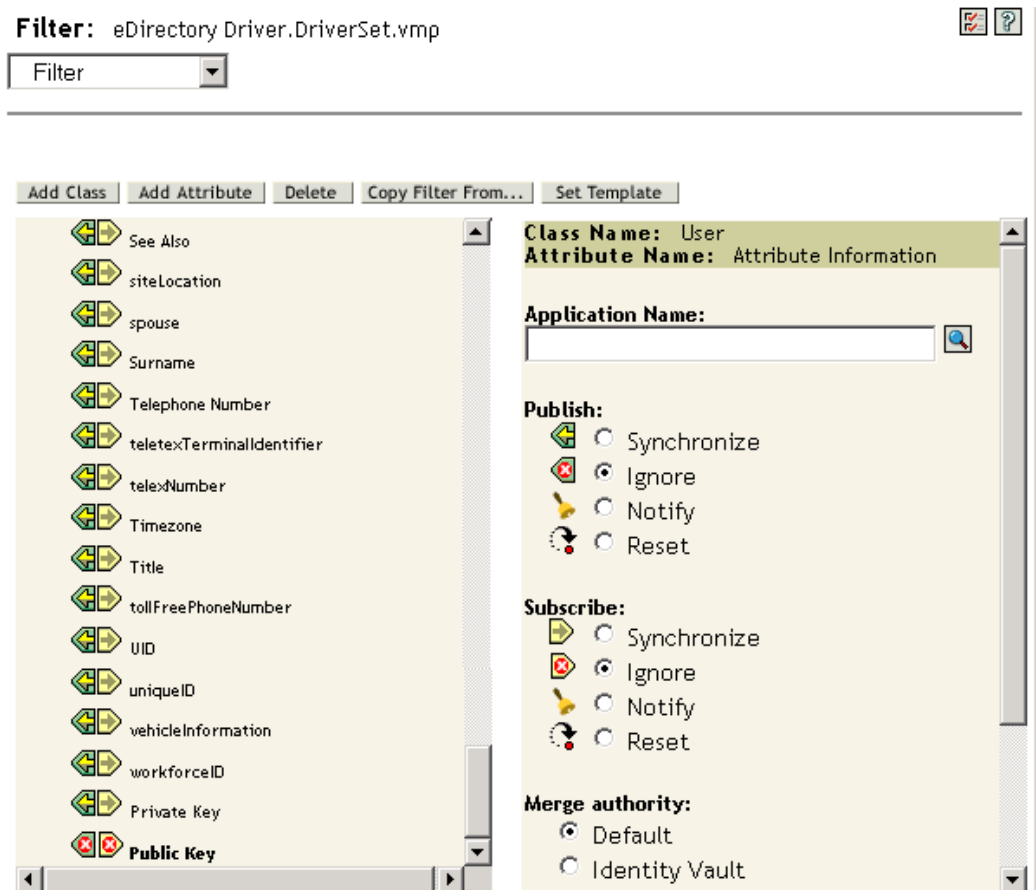 Filter: eDirectory Driver.DriverSet.vmp
Filter
Add Class Add Attribute Delete Copy Filter From... Set Template
See Also
siteLocation
spouse
Surname
Telephone Number
teletexTerminalIdentifier
telexNumber
Timezone
Title
tollFreePhoneNumber
UID
uniqueID
vehicleInformation
workforceID
Private Key
Public Key
Class Name: User
Attribute Name: Attribute Information
Application Name:
Publish:
Synchronize
Ignore
Notify
Reset
Subscribe:
Synchronize
Ignore
Notify
Reset
Merge authority:
Default
Identity Vault